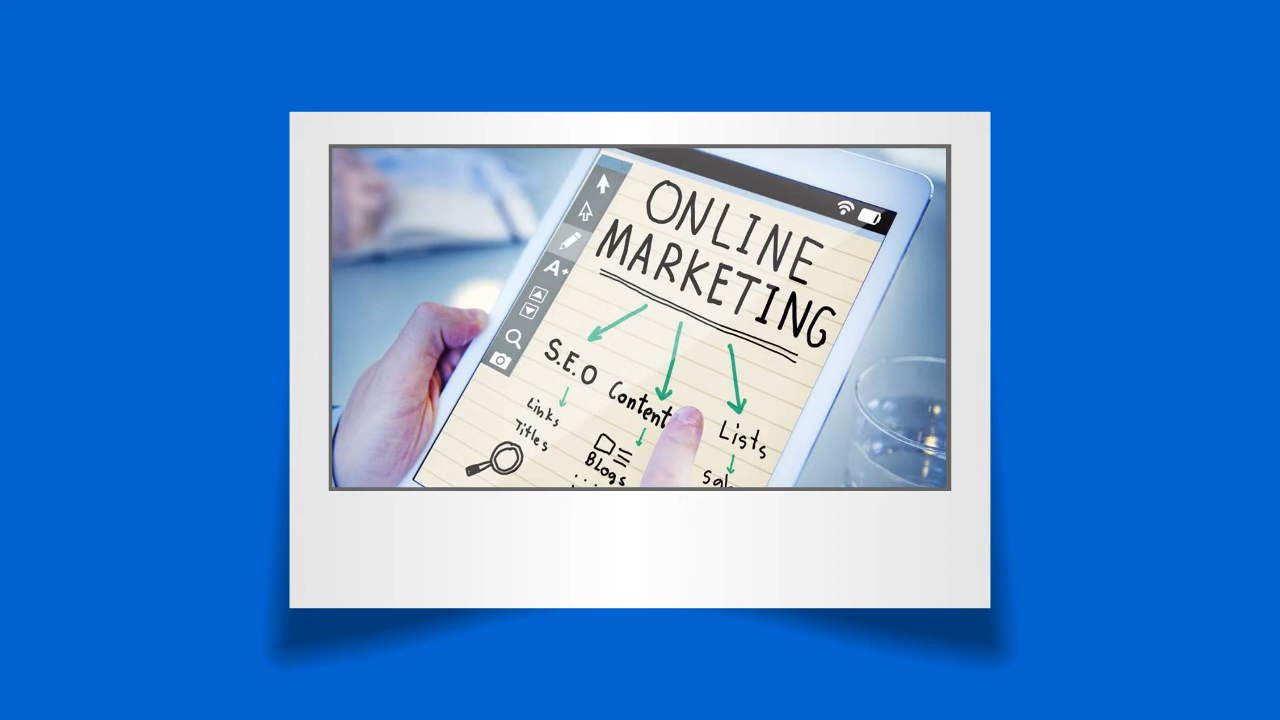 ONLINE
MARKETING
S.E.O
Content
Lists
Links
Titles
Blogs
A+